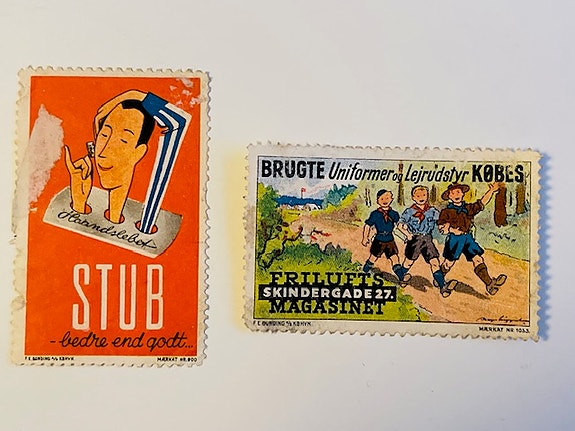 Haandslebet
STUB
- bedre end godt...
F.E. BORDING A/S KBHVN.
MÆRKAT NR. 900
BRUGTE Uniformer og Lejrudstyr KØBES
FRILUFTS
SKINDERGADE 27.
MAGASINET
F.E. BORDING A/S KBHVN.
MÆRKAT NR. 1053.